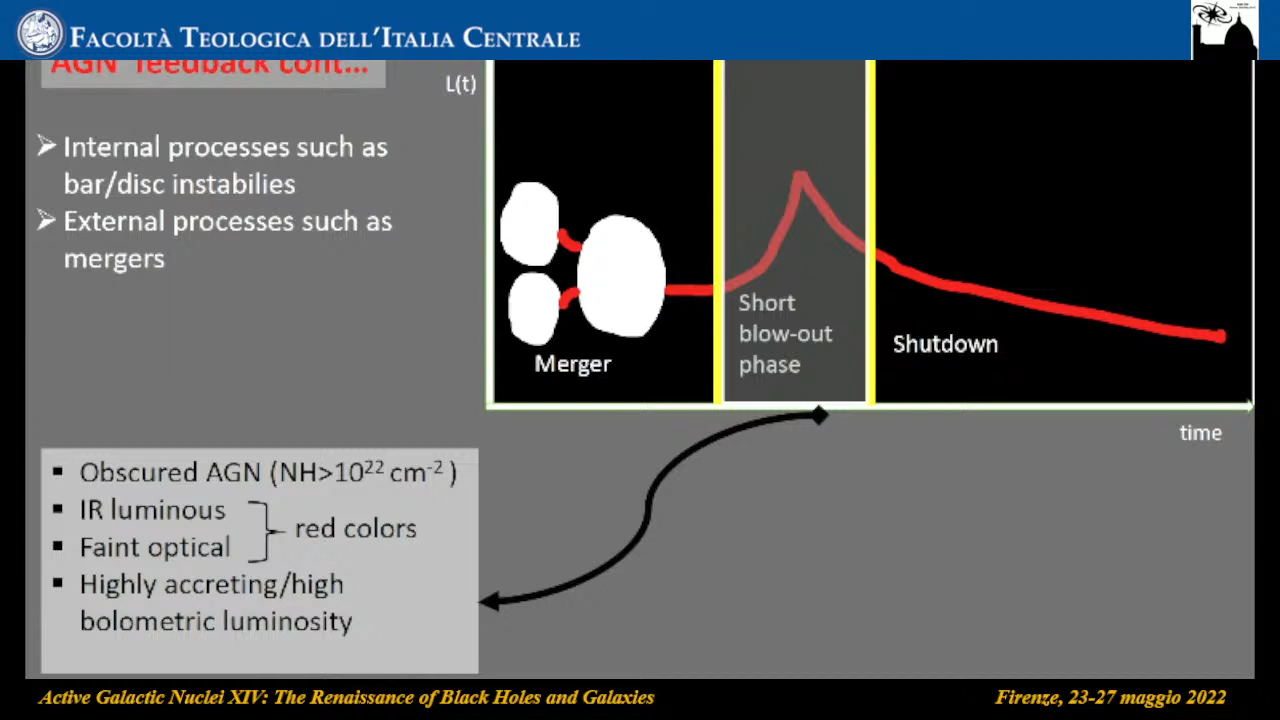 FACOLTÀ TEOLOGICA DELL'ITALIA CENTRALE
AGN feedback cont...
➢ Internal processes such as
bar/disc instabilies
➢ External processes such as
mergers
L(t)
Merger
Short
blow-out
phase
Shutdown
time
▪ Obscured AGN (NH>10²² cm⁻² )
▪ IR luminous
▪ Faint optical
red colors
▪ Highly accreting/high
bolometric luminosity
Active Galactic Nuclei XIV: The Renaissance of Black Holes and Galaxies
Firenze, 23-27 maggio 2022